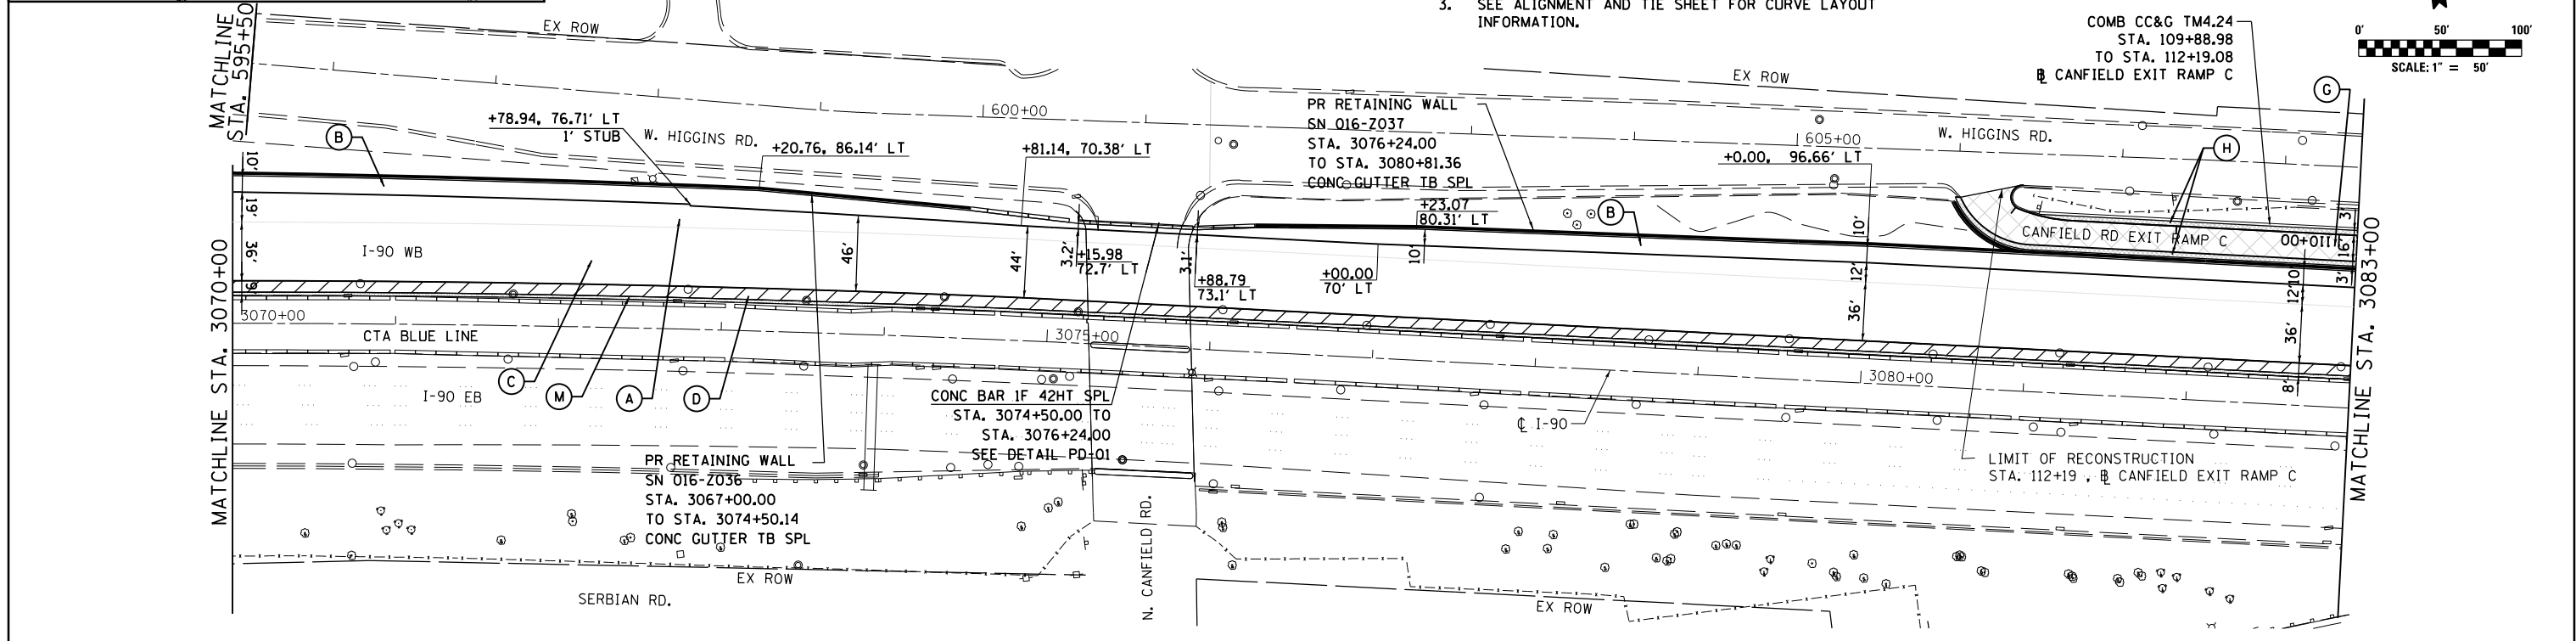 3. SEE ALIGNMENT AND TIE SHEET FOR CURVE LAYOUT
INFORMATION.
COMB CC&G TM4.24
STA. 109+88.98
TO STA. 112+19.08
℄ CANFIELD EXIT RAMP C
0' 50' 100'
SCALE: 1" = 50'
MATCHLINE
STA. 595+50
EX ROW
EX ROW
600+00
605+00
W. HIGGINS RD.
W. HIGGINS RD.
G
H
B
+78.94, 76.71' LT
1' STUB
+20.76, 86.14' LT
+81.14, 70.38' LT
PR RETAINING WALL
SN 016-Z037
STA. 3076+24.00
TO STA. 3080+81.36
CONC GUTTER TB SPL
+0.00, 96.66' LT
+23.07
80.31' LT
B
CANFIELD RD EXIT RAMP C
110+00
10'
19'
36'
9'
46'
44'
3.2'
+15.98
72.7' LT
3.1'
+88.79
73.1' LT
+00.00
70' LT
10'
10'
12'
36'
3'
16'
3'
10'
12'
36'
8'
I-90 WB
3070+00
3075+00
3080+00
CTA BLUE LINE
C
M
A
D
I-90 EB
℄ I-90
CONC BAR 1F 42HT SPL
STA. 3074+50.00 TO
STA. 3076+24.00
SEE DETAIL PD-01
PR RETAINING WALL
SN 016-Z036
STA. 3067+00.00
TO STA. 3074+50.14
CONC GUTTER TB SPL
LIMIT OF RECONSTRUCTION
STA. 112+19 , ℄ CANFIELD EXIT RAMP C
MATCHLINE STA. 3070+00
MATCHLINE STA. 3083+00
N. CANFIELD RD.
EX ROW
SERBIAN RD.
EX ROW